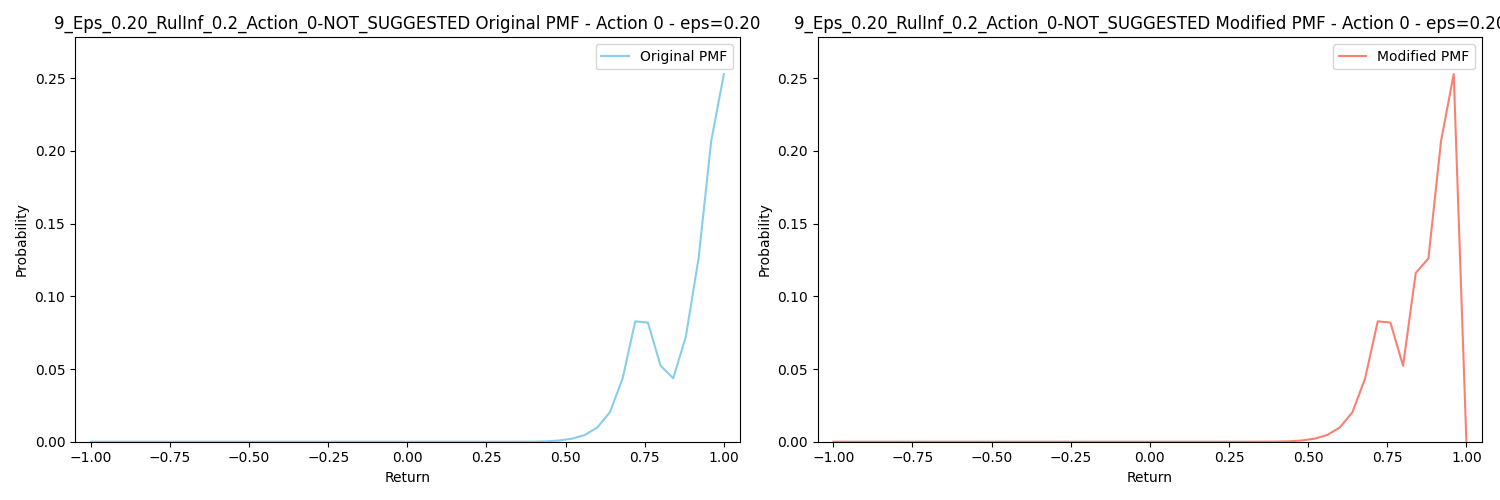 9_Eps_0.20_RulInf_0.2_Action_0-NOT_SUGGESTED Original PMF - Action 0 - eps=0.20
Original PMF
0.25
0.20
0.15
0.10
0.05
0.00
Probability
−1.00 −0.75 −0.50 −0.25 0.00 0.25 0.50 0.75 1.00
Return
9_Eps_0.20_RulInf_0.2_Action_0-NOT_SUGGESTED Modified PMF - Action 0 - eps=0.20
Modified PMF
0.25
0.20
0.15
0.10
0.05
0.00
Probability
−1.00 −0.75 −0.50 −0.25 0.00 0.25 0.50 0.75 1.00
Return